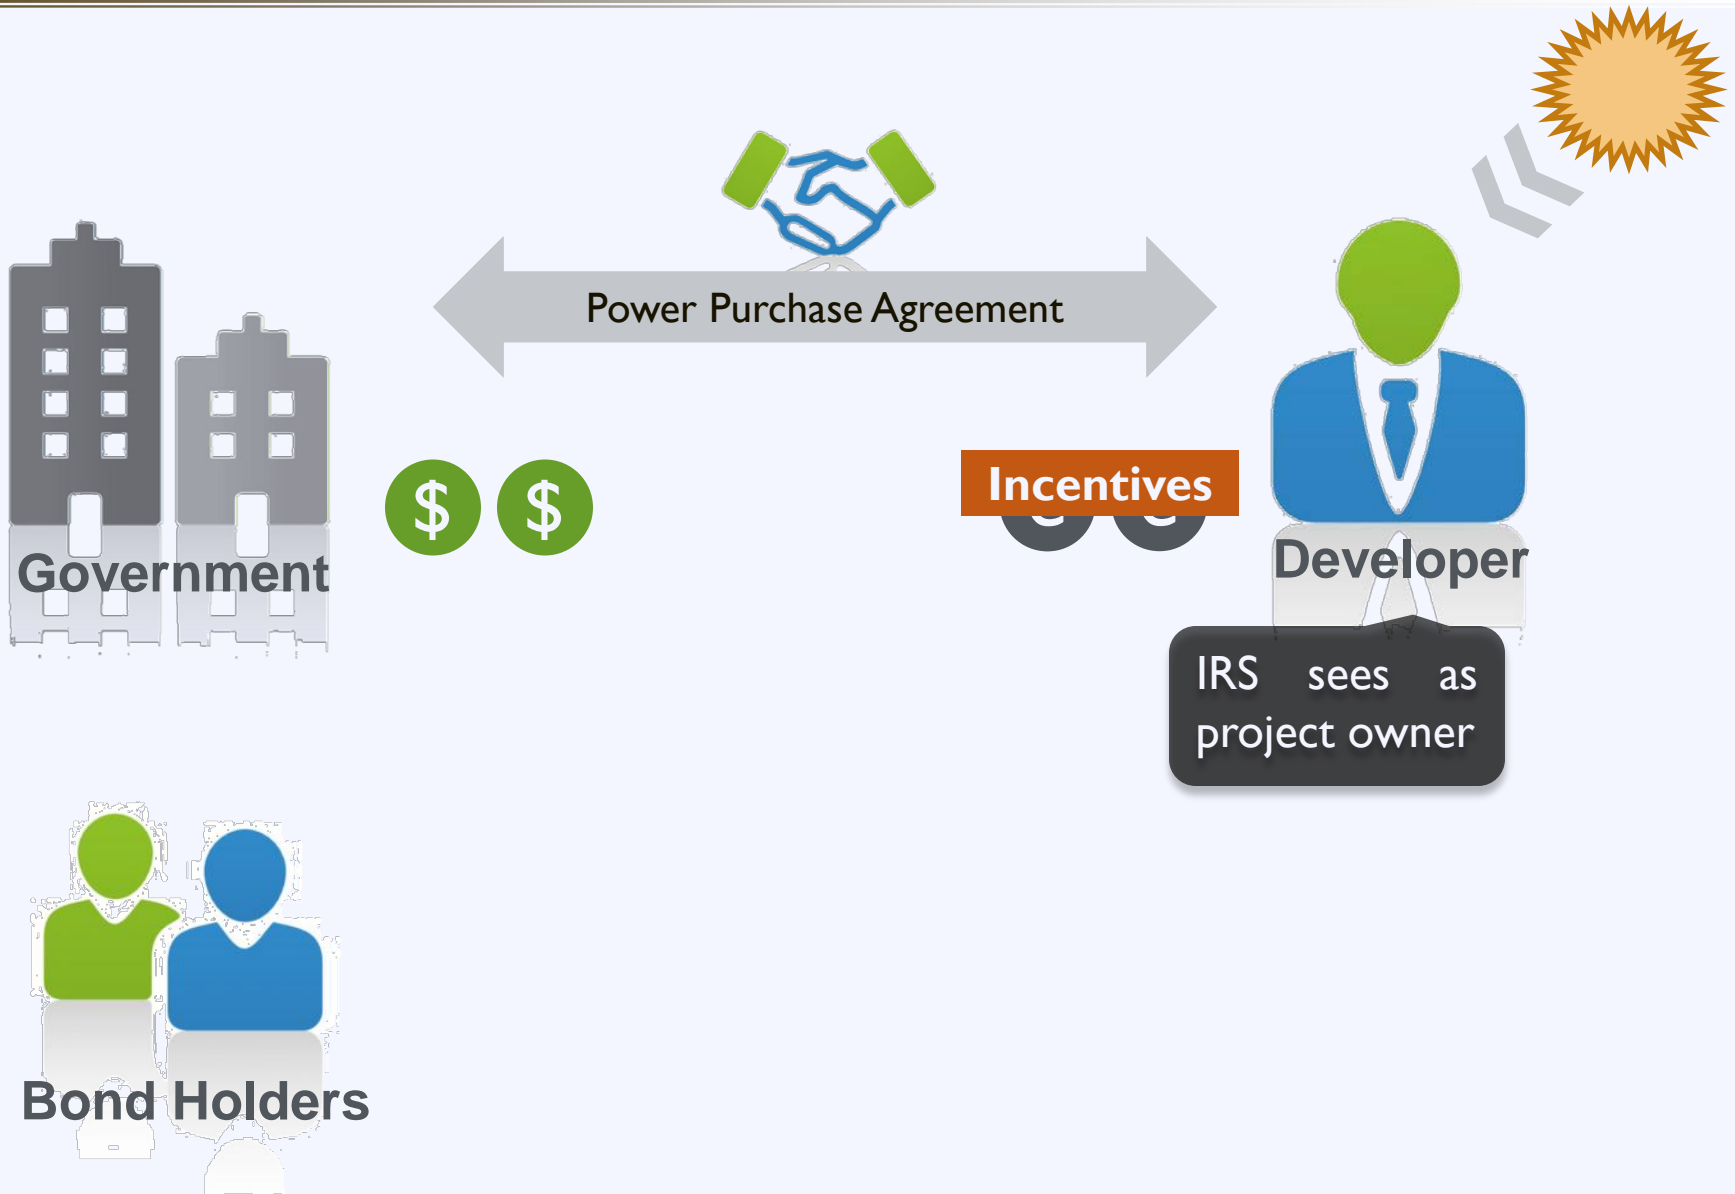 Power Purchase Agreement
$ $
Incentives
Government
Developer
IRS sees as
project owner
Bond Holders